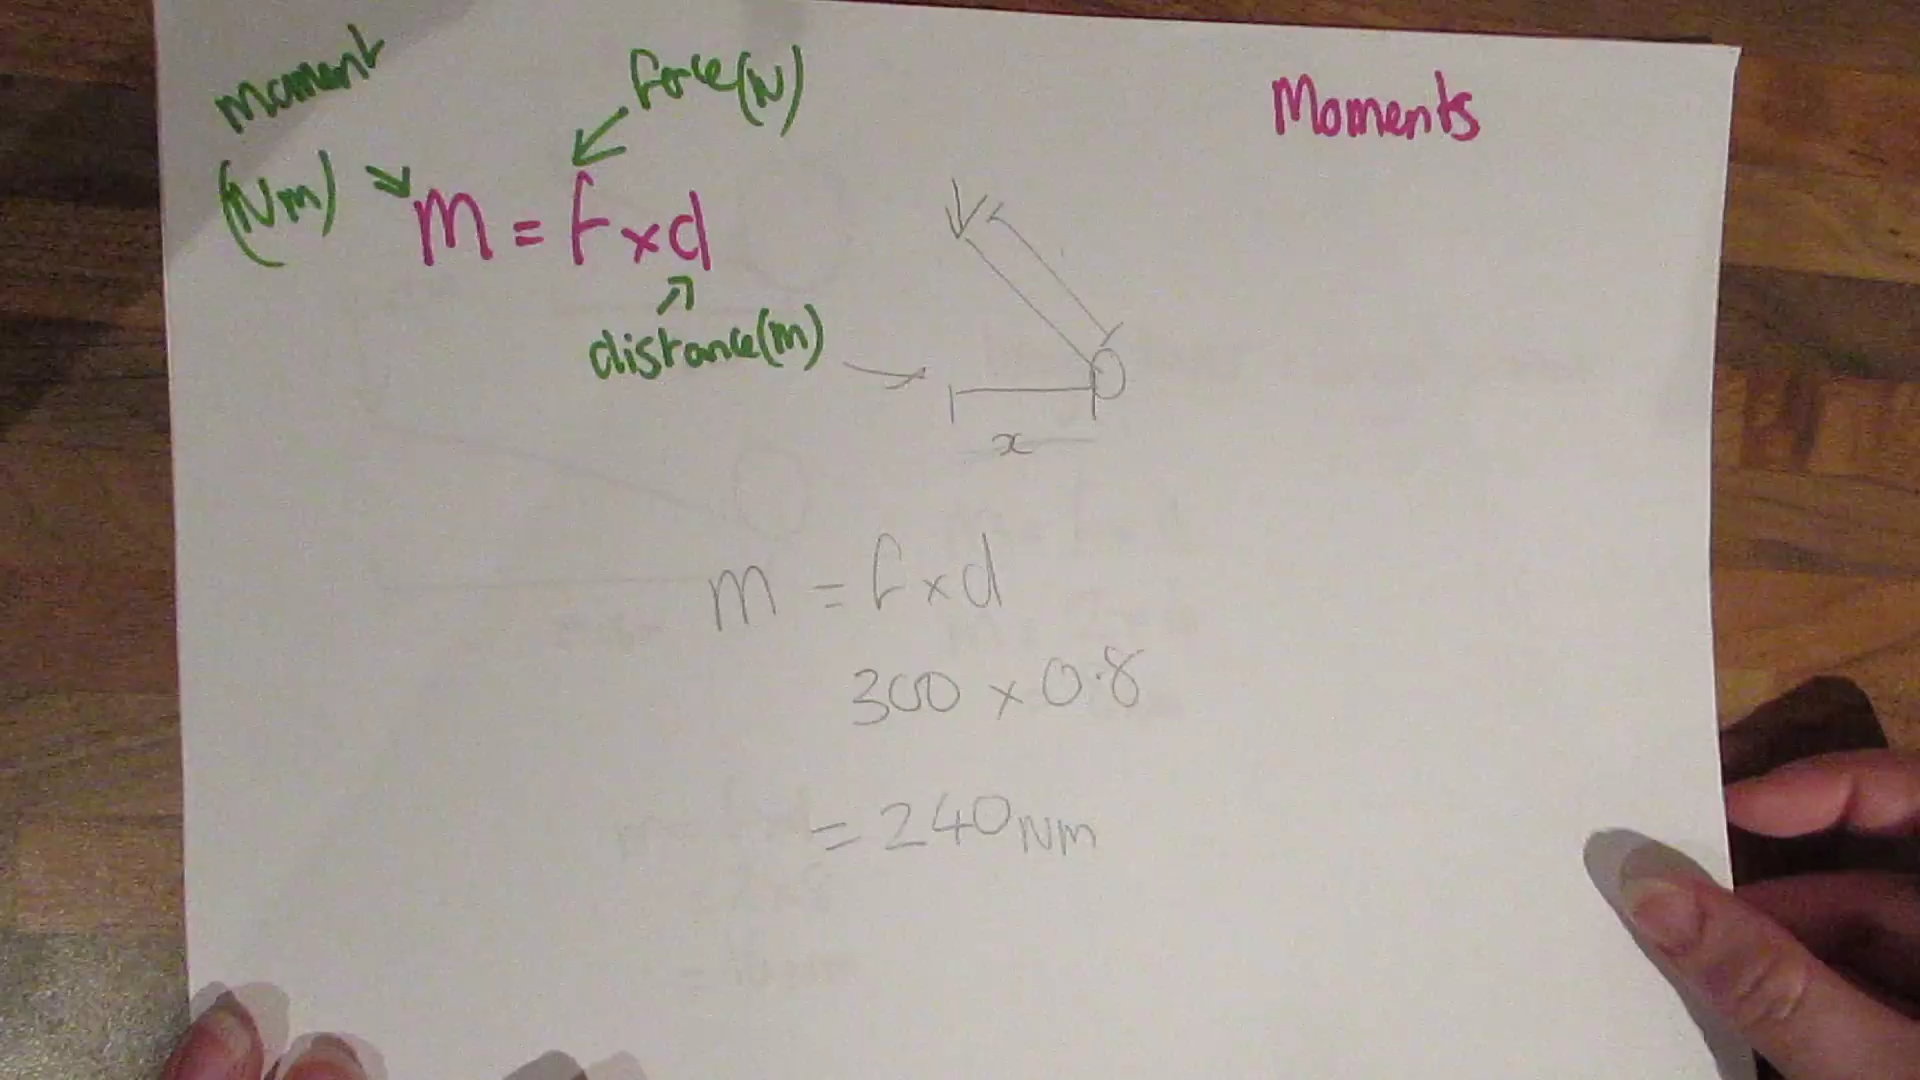 moment
(Nm)
force(N)
m = f x d
distance(m)
Moments
x
m = f x d
300 x 0.8
= 240 Nm